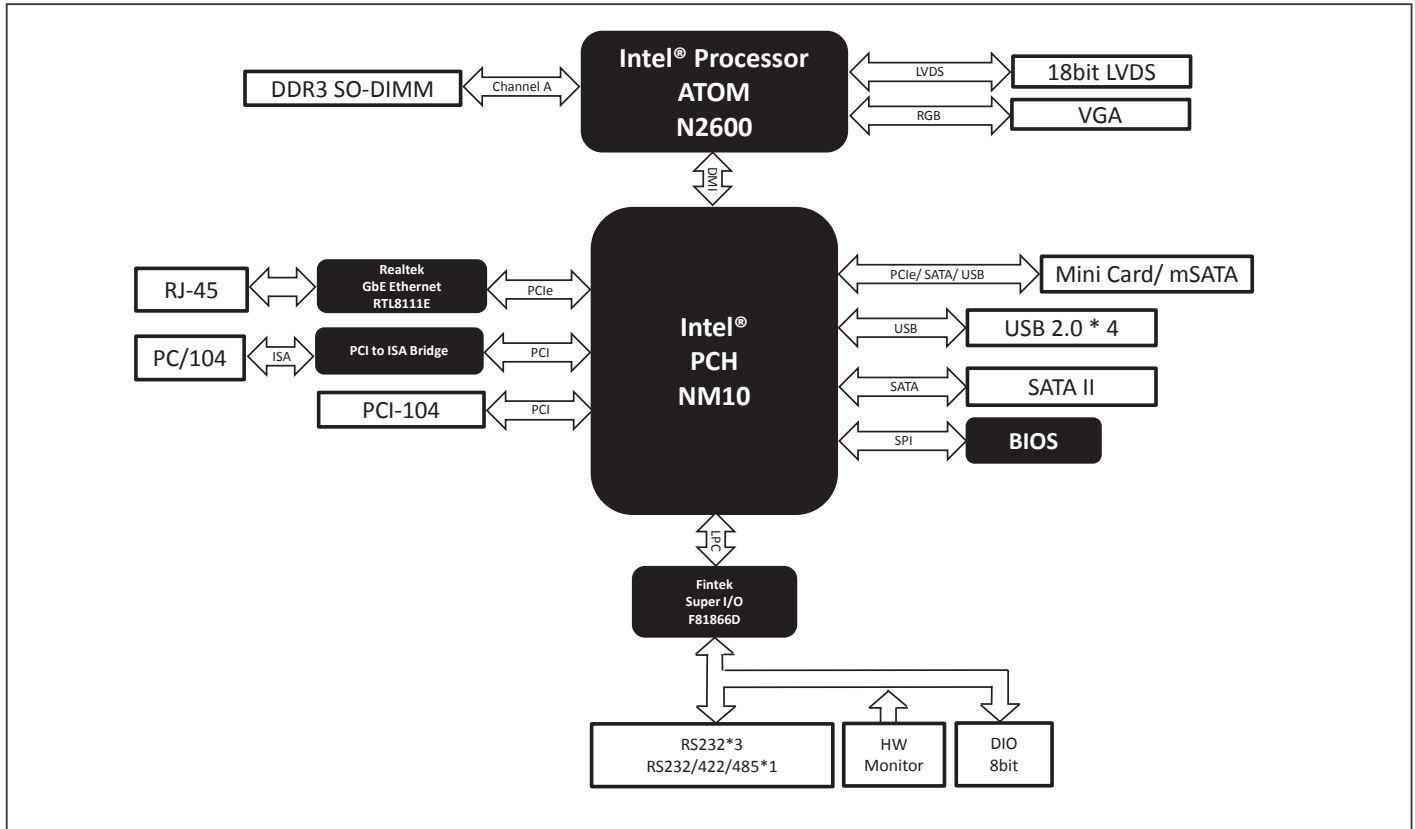 Intel® Processor
ATOM
N2600
DDR3 SO-DIMM
Channel A
LVDS
18bit LVDS
RGB
VGA
DMI
Intel®
PCH
NM10
RJ-45
Realtek
GbE Ethernet
RTL8111E
PCIe
PC/104
ISA
PCI to ISA Bridge
PCI
PCI-104
PCI
PCIe/ SATA/ USB
Mini Card/ mSATA
USB
USB 2.0 * 4
SATA
SATA II
SPI
BIOS
LPC
Fintek
Super I/O
F81866D
RS232*3
RS232/422/485*1
HW
Monitor
DIO
8bit